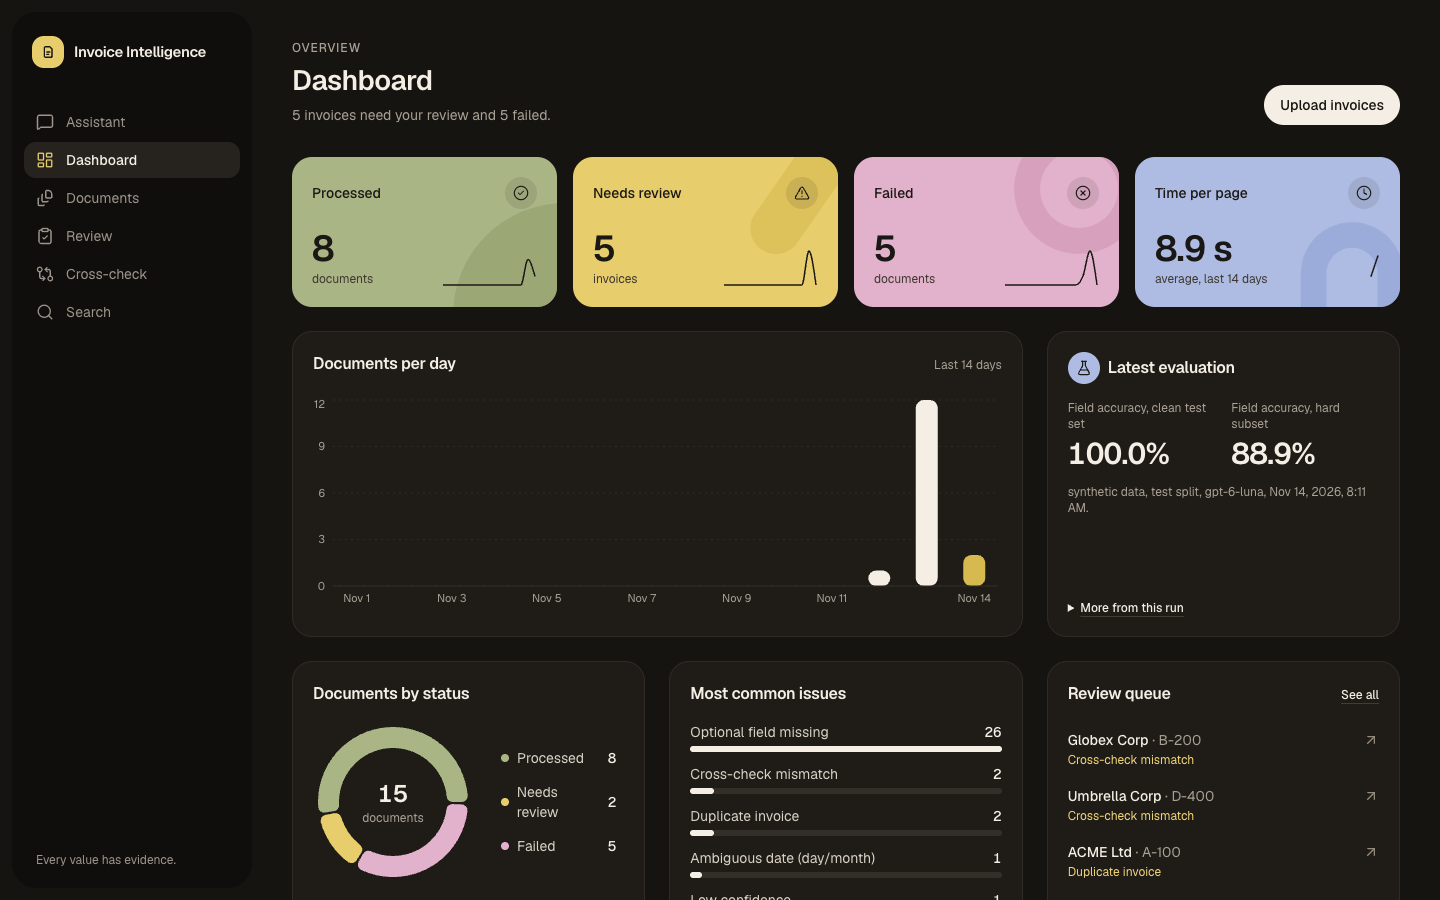 Invoice Intelligence
Assistant
Dashboard
Documents
Review
Cross-check
Search
Every value has evidence.
OVERVIEW
Dashboard
5 invoices need your review and 5 failed.
Upload invoices
Processed
8
documents
Needs review
5
invoices
Failed
5
documents
Time per page
8.9 s
average, last 14 days
Documents per day
Last 14 days
12
9
6
3
0
Nov 1
Nov 3
Nov 5
Nov 7
Nov 9
Nov 11
Nov 14
Latest evaluation
Field accuracy, clean test
set
100.0%
Field accuracy, hard
subset
88.9%
synthetic data, test split, gpt-6-luna, Nov 14, 2026, 8:11
AM.
More from this run
Documents by status
15
documents
Processed 8
Needs
review 2
Failed 5
Most common issues
Optional field missing 26
Cross-check mismatch 2
Duplicate invoice 2
Ambiguous date (day/month) 1
Low confidence 1
Review queue
See all
Globex Corp · B-200
Cross-check mismatch
Umbrella Corp · D-400
Cross-check mismatch
ACME Ltd · A-100
Duplicate invoice